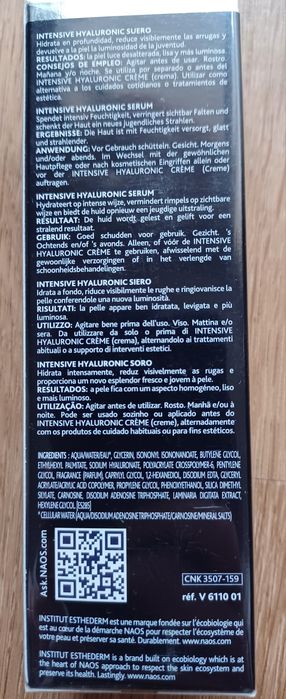 INTENSIVE HYALURONIC SUERO
Hidrata en profundidad, reduce visiblemente las arrugas y
devuelve a la piel la luminosidad de la juventud.
RESULTADOS: la piel luce desalterada, lisa y más luminosa.
CONSEJOS DE EMPLEO: Agitar antes de usar. Rostro.
Mañana y/o noche. Se utiliza por separado o antes del
INTENSIVE HYALURONIC CRÈME (crema). Utilizar como
alternativa a los cuidados cotidianos o tratamientos de
estética.
INTENSIVE HYALURONIC SERUM
Spendet intensiv Feuchtigkeit, verringert sichtbar Falten und
schenkt der Haut ein neues jugendliches Strahlen.
ERGEBNISSE: Die Haut ist mit Feuchtigkeit versorgt, glatt
und strahlender.
ANWENDUNG: Vor Gebrauch schütteln. Gesicht. Morgens
und/oder abends. Im Wechsel mit der gewöhnlichen
Hautpflege oder nach kosmetischen Eingriffen allein oder
vor der INTENSIVE HYALURONIC CRÈME (Creme)
auftragen.
INTENSIVE HYALURONIC SERUM
Hydrateert op intense wijze, vermindert rimpels op zichtbare
wijze en biedt de huid opnieuw een jeugdige uitstraling.
RESULTAAT: De huid wordt gelest en gelift voor een
stralend resultaat.
GEBRUIK: Goed schudden voor gebruik. Gezicht. 's
Ochtends en/of 's avonds. Alleen, of vóór de INTENSIVE
HYALURONIC CRÈME te gebruiken, afwisselend met de
gewoonlijke verzorgingen of in het verlengde van
schoonheidsbehandelingen.
INTENSIVE HYALURONIC SIERO
Idrata a fondo, riduce visibilmente le rughe e ringiovanisce la
pelle conferendole una nuova luminosità.
RISULTATI: la pelle appare ben idratata, levigata e più
luminosa.
UTILIZZO: Agitare bene prima dell'uso. Viso. Mattina e/o
sera. Da utilizzare da solo o prima di INTENSIVE
HYALURONIC CRÈME (crema), alternandolo ai trattamenti
abituali o a supporto di interventi estetici.
INTENSIVE HYALURONIC SORO
Hidrata intensamente, reduz visivelmente as rugas e
proporciona um novo esplendor fresco e jovem à pele.
RESULTADOS: a pele fica com um aspecto homogéneo, liso
e mais luminoso.
UTILIZAÇÃO: Agitar antes de utilizar. Rosto. Manhã e/ou à
noite. Pode ser usado sozinho ou aplicado antes do
INTENSIVE HYALURONIC CRÈME (crème), alternadamente
com os produtos de cuidado habituais ou para fins estéticos.
INGREDIENTS : AQUA/WATER/EAU*, GLYCERIN, ISONONYL ISONONANOATE, BUTYLENE GLYCOL,
ETHYLHEXYL PALMITATE, SODIUM HYALURONATE, POLYACRYLATE CROSSPOLYMER-6, PENTYLENE
GLYCOL, FRAGRANCE (PARFUM), CAPRYLYL GLYCOL, 1,2-HEXANEDIOL, DISODIUM EDTA, GLYCERYL
ACRYLATE/ACRYLIC ACID COPOLYMER, PROPYLENE GLYCOL, PHENOXYETHANOL, SILICA DIMETHYL
SILYLATE, CARNOSINE, DISODIUM ADENOSINE TRIPHOSPHATE, LAMINARIA DIGITATA EXTRACT,
HEXYLENE GLYCOL. [ES285]
*CELLULAR WATER (AQUA/DISODIUM ADENOSINE TRIPHOSPHATE/CARNOSINE/MINERAL SALTS)
Ask.NAOS.com
CNK 3507-159
réf. V 6110 01
INSTITUT ESTHEDERM est une marque fondée sur l'écobiologie qui
est au cœur de la démarche NAOS pour respecter l'écosystème de
votre peau et préserver sa santé. Durablement. www.naos.com
INSTITUT ESTHEDERM is a brand built on ecobiology which is at
the heart of NAOS approach to respect the skin ecosystem and
preserve its health. Lastingly. www.naos.com